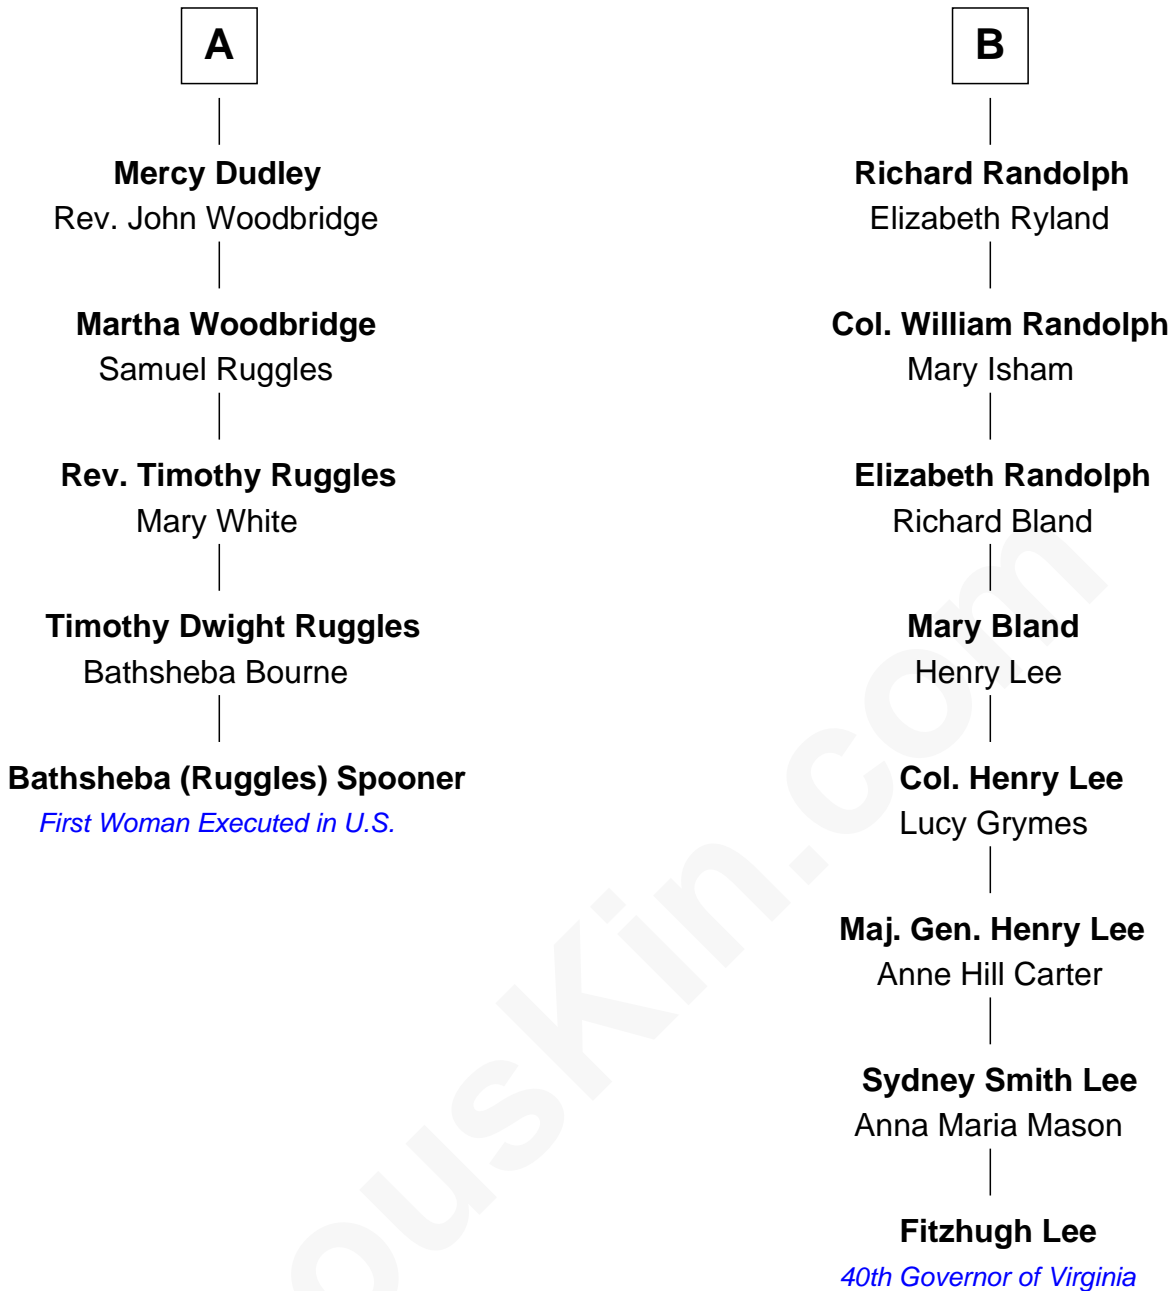 A
Mercy Dudley
Rev. John Woodbridge
Martha Woodbridge
Samuel Ruggles
Rev. Timothy Ruggles
Mary White
Timothy Dwight Ruggles
Bathsheba Bourne
Bathsheba (Ruggles) Spooner
First Woman Executed in U.S.
B
Richard Randolph
Elizabeth Ryland
Col. William Randolph
Mary Isham
Elizabeth Randolph
Richard Bland
Mary Bland
Henry Lee
Col. Henry Lee
Lucy Grymes
Maj. Gen. Henry Lee
Anne Hill Carter
Sydney Smith Lee
Anna Maria Mason
Fitzhugh Lee
40th Governor of Virginia
ousKin.com